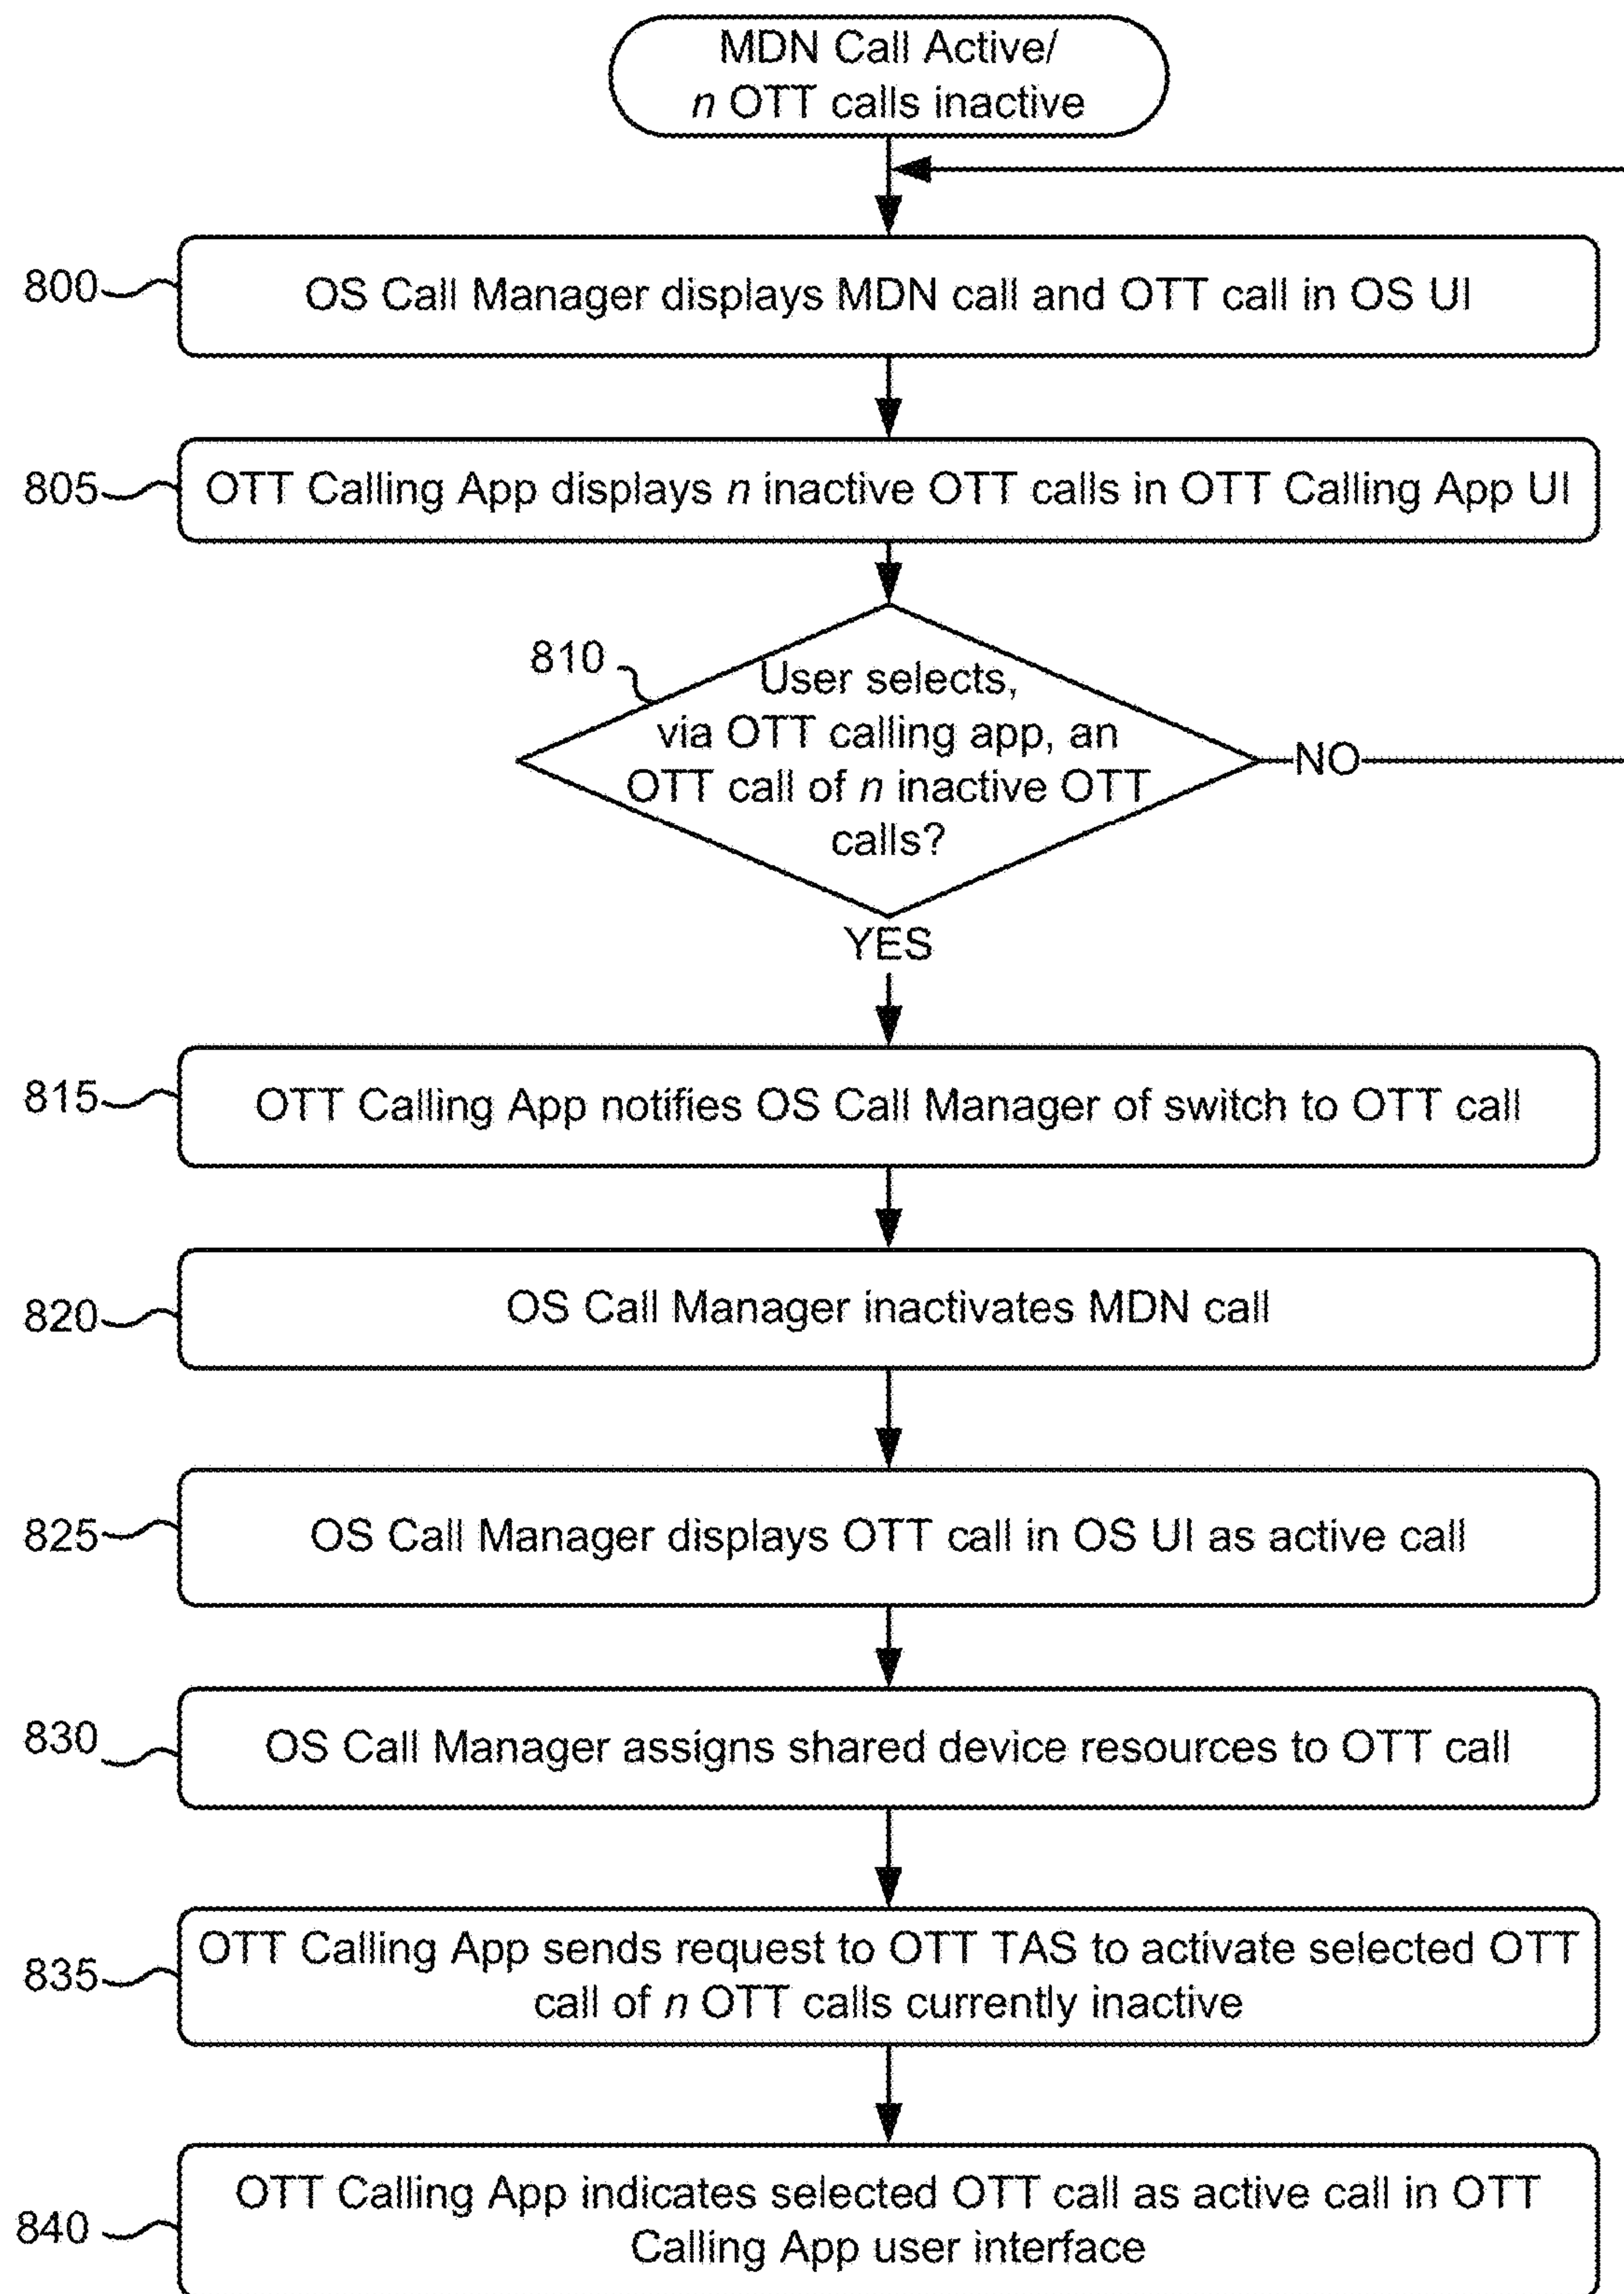 MDN Call Active/
n OTT calls inactive
800
OS Call Manager displays MDN call and OTT call in OS UI
805
OTT Calling App displays n inactive OTT calls in OTT Calling App UI
810
User selects,
via OTT calling app, an
OTT call of n inactive OTT
calls?
NO
YES
815
OTT Calling App notifies OS Call Manager of switch to OTT call
820
OS Call Manager inactivates MDN call
825
OS Call Manager displays OTT call in OS UI as active call
830
OS Call Manager assigns shared device resources to OTT call
835
OTT Calling App sends request to OTT TAS to activate selected OTT
call of n OTT calls currently inactive
840
OTT Calling App indicates selected OTT call as active call in OTT
Calling App user interface